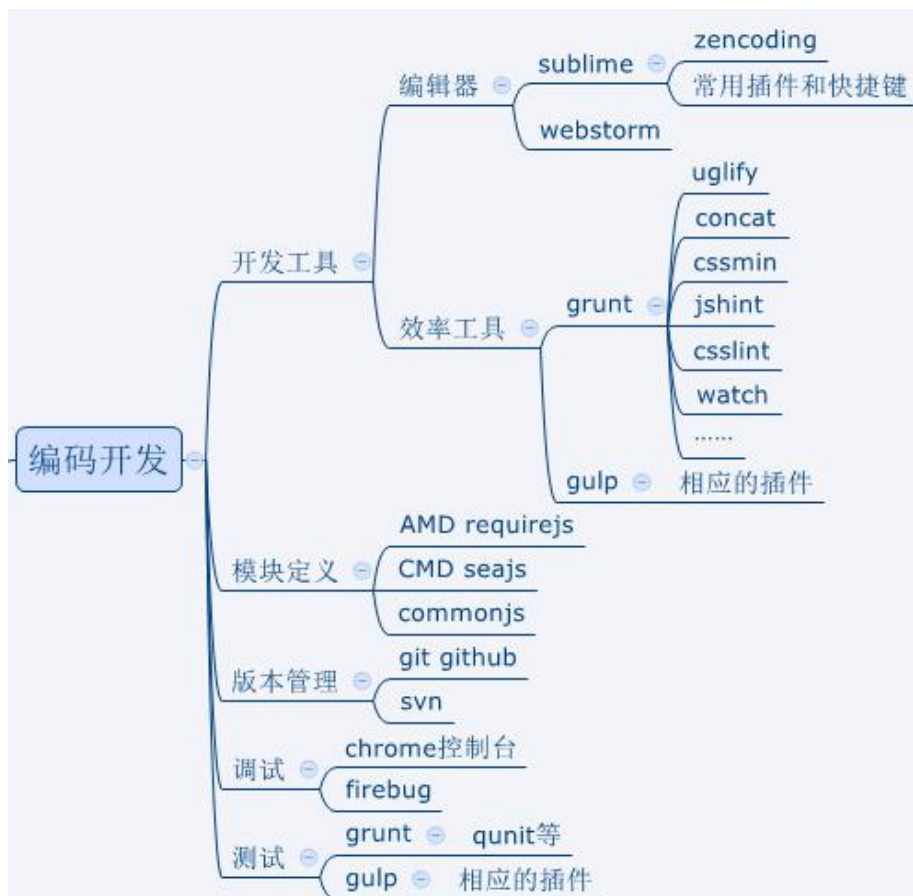 编码开发
开发工具
编辑器
sublime
zencoding
常用插件和快捷键
webstorm
效率工具
grunt
uglify
concat
cssmin
jshint
csslint
watch
......
gulp
相应的插件
模块定义
AMD requirejs
CMD seajs
commonjs
版本管理
git github
svn
调试
chrome控制台
firebug
测试
grunt
qunit等
gulp
相应的插件